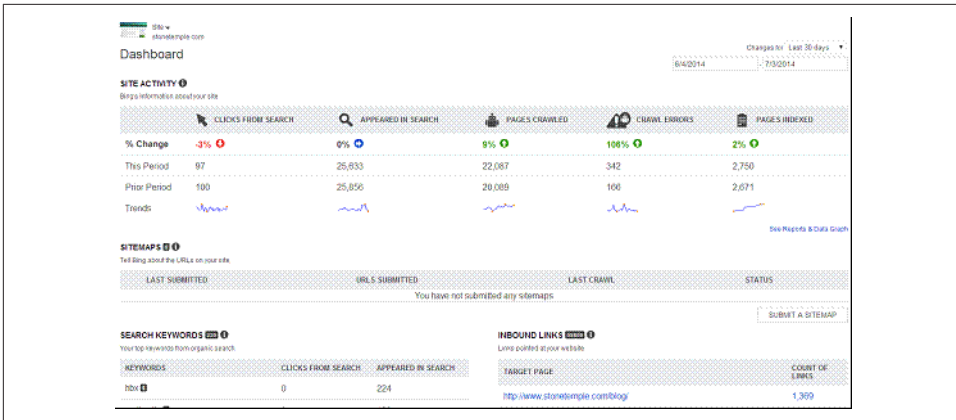 Site
stonetemple.com
Dashboard
Changes for Last 30 days
6/4/2014 - 7/3/2014
SITE ACTIVITY
Bing's information about your site
CLICKS FROM SEARCH APPEARED IN SEARCH PAGES CRAWLED CRAWL ERRORS PAGES INDEXED
% Change -3% 0% 9% 106% 2%
This Period 97 25,833 22,087 342 2,750
Prior Period 100 25,856 20,089 166 2,671
Trends
See Reports & Data Graph
SITEMAPS
Tell Bing about the URLs on your site
LAST SUBMITTED URLS SUBMITTED LAST CRAWL STATUS
You have not submitted any sitemaps
SUBMIT A SITEMAP
SEARCH KEYWORDS INBOUND LINKS
Your top keywords from organic search Links pointed at your website
KEYWORDS CLICKS FROM SEARCH APPEARED IN SEARCH TARGET PAGE COUNT OF LINKS
hbx 0 224 http://www.stonetemple.com/blog/ 1,369